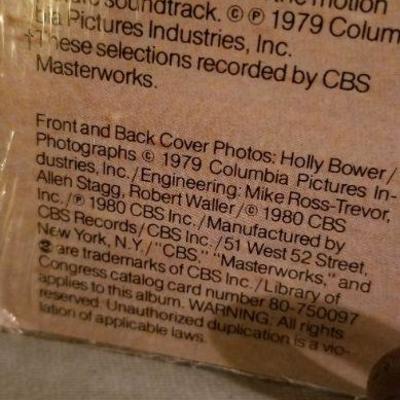 soundtrack. ©℗ 1979 Colum
Pictures Industries, Inc.
†These selections recorded by CBS
Masterworks.
Front and Back Cover Photos: Holly Bower/
Photographs © 1979 Columbia Pictures In-
dustries, Inc./Engineering: Mike Ross-Trevor,
Allen Stagg, Robert Waller/© 1980 CBS
Inc./℗ 1980 CBS Inc./Manufactured by
CBS Records/CBS Inc./51 West 52 Street,
New York, N.Y./"CBS," "Masterworks," and
are trademarks of CBS Inc./Library of
Congress catalog card number 80-750097
applies to this album. WARNING: All rights
reserved. Unauthorized duplication is a vio-
lation of applicable laws.